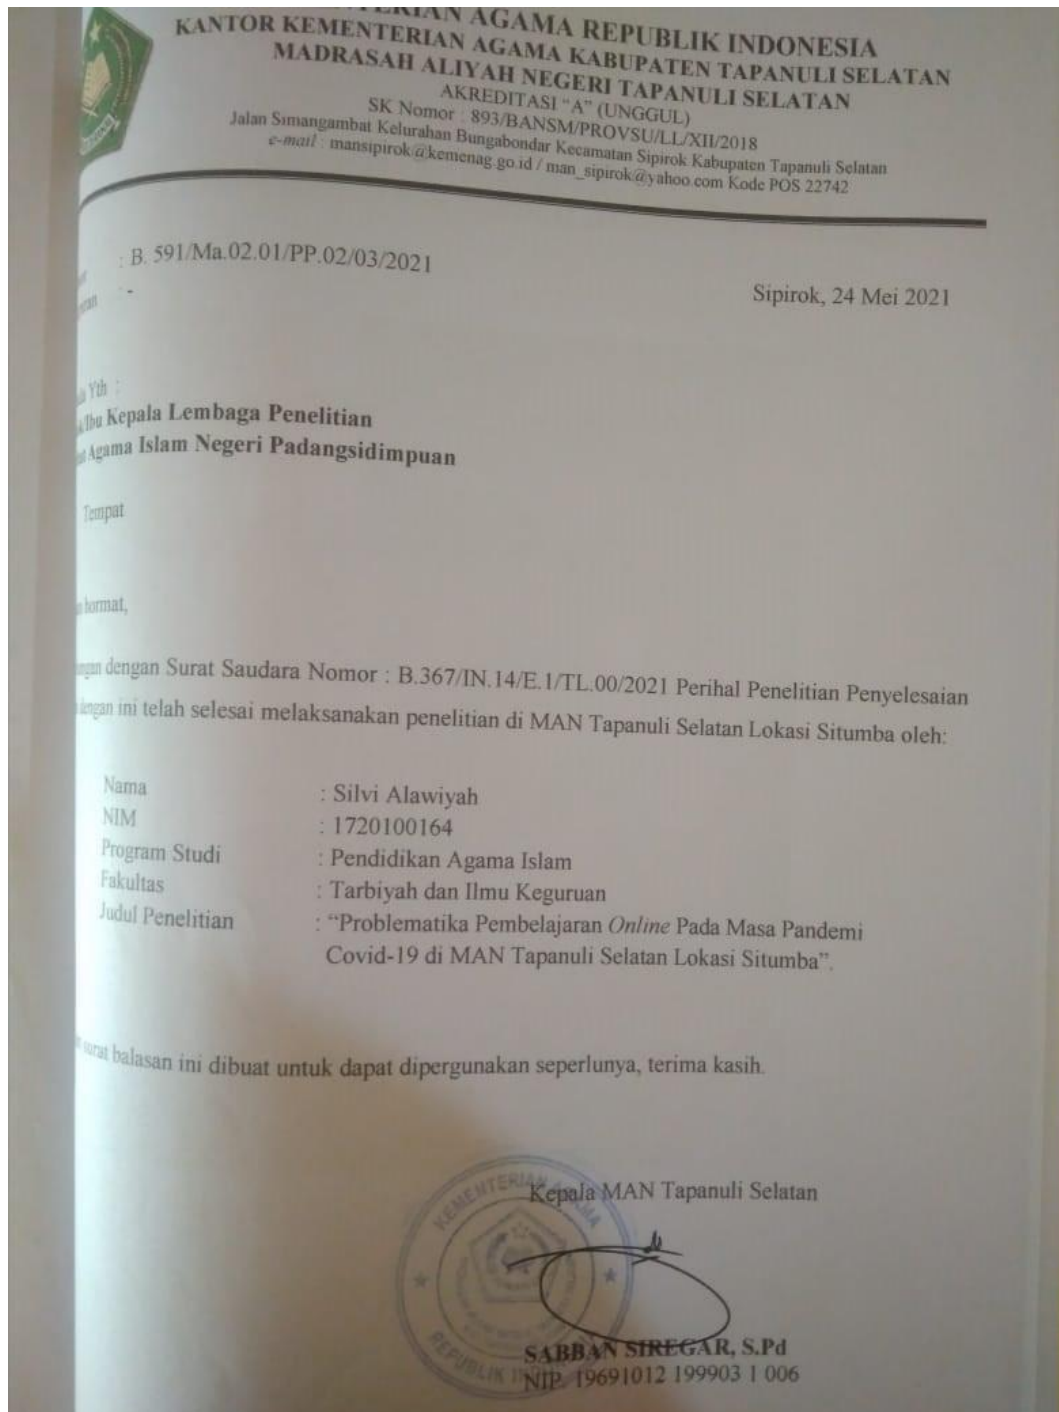 AGAMA REPUBLIK INDONESIA
KANTOR KEMENTERIAN AGAMA KABUPATEN TAPANULI SELATAN
MADRASAH ALIYAH NEGERI TAPANULI SELATAN
AKREDITASI "A" (UNGGUL)
SK Nomor : 893/BANSM/PROVSU/LL/XII/2018
Jalan Simangambat Kelurahan Bungabondar Kecamatan Sipirok Kabupaten Tapanuli Selatan
e-mail : mansipirok@kemenag.go.id / man_sipirok@yahoo.com Kode POS 22742
: B. 591/Ma.02.01/PP.02/03/2021
: -
Sipirok, 24 Mei 2021
Yth :
/Ibu Kepala Lembaga Penelitian
Agama Islam Negeri Padangsidimpuan
Tempat
hormat,
dengan Surat Saudara Nomor : B.367/IN.14/E.1/TL.00/2021 Perihal Penelitian Penyelesaian
dengan ini telah selesai melaksanakan penelitian di MAN Tapanuli Selatan Lokasi Situmba oleh:
Nama : Silvi Alawiyah
NIM : 1720100164
Program Studi : Pendidikan Agama Islam
Fakultas : Tarbiyah dan Ilmu Keguruan
Judul Penelitian : “Problematika Pembelajaran Online Pada Masa Pandemi
Covid-19 di MAN Tapanuli Selatan Lokasi Situmba”.
surat balasan ini dibuat untuk dapat dipergunakan seperlunya, terima kasih.
Kepala MAN Tapanuli Selatan
KEMENTERIAN AGAMA
REPUBLIK
SABBAN SIREGAR, S.Pd
NIP. 19691012 199903 1 006